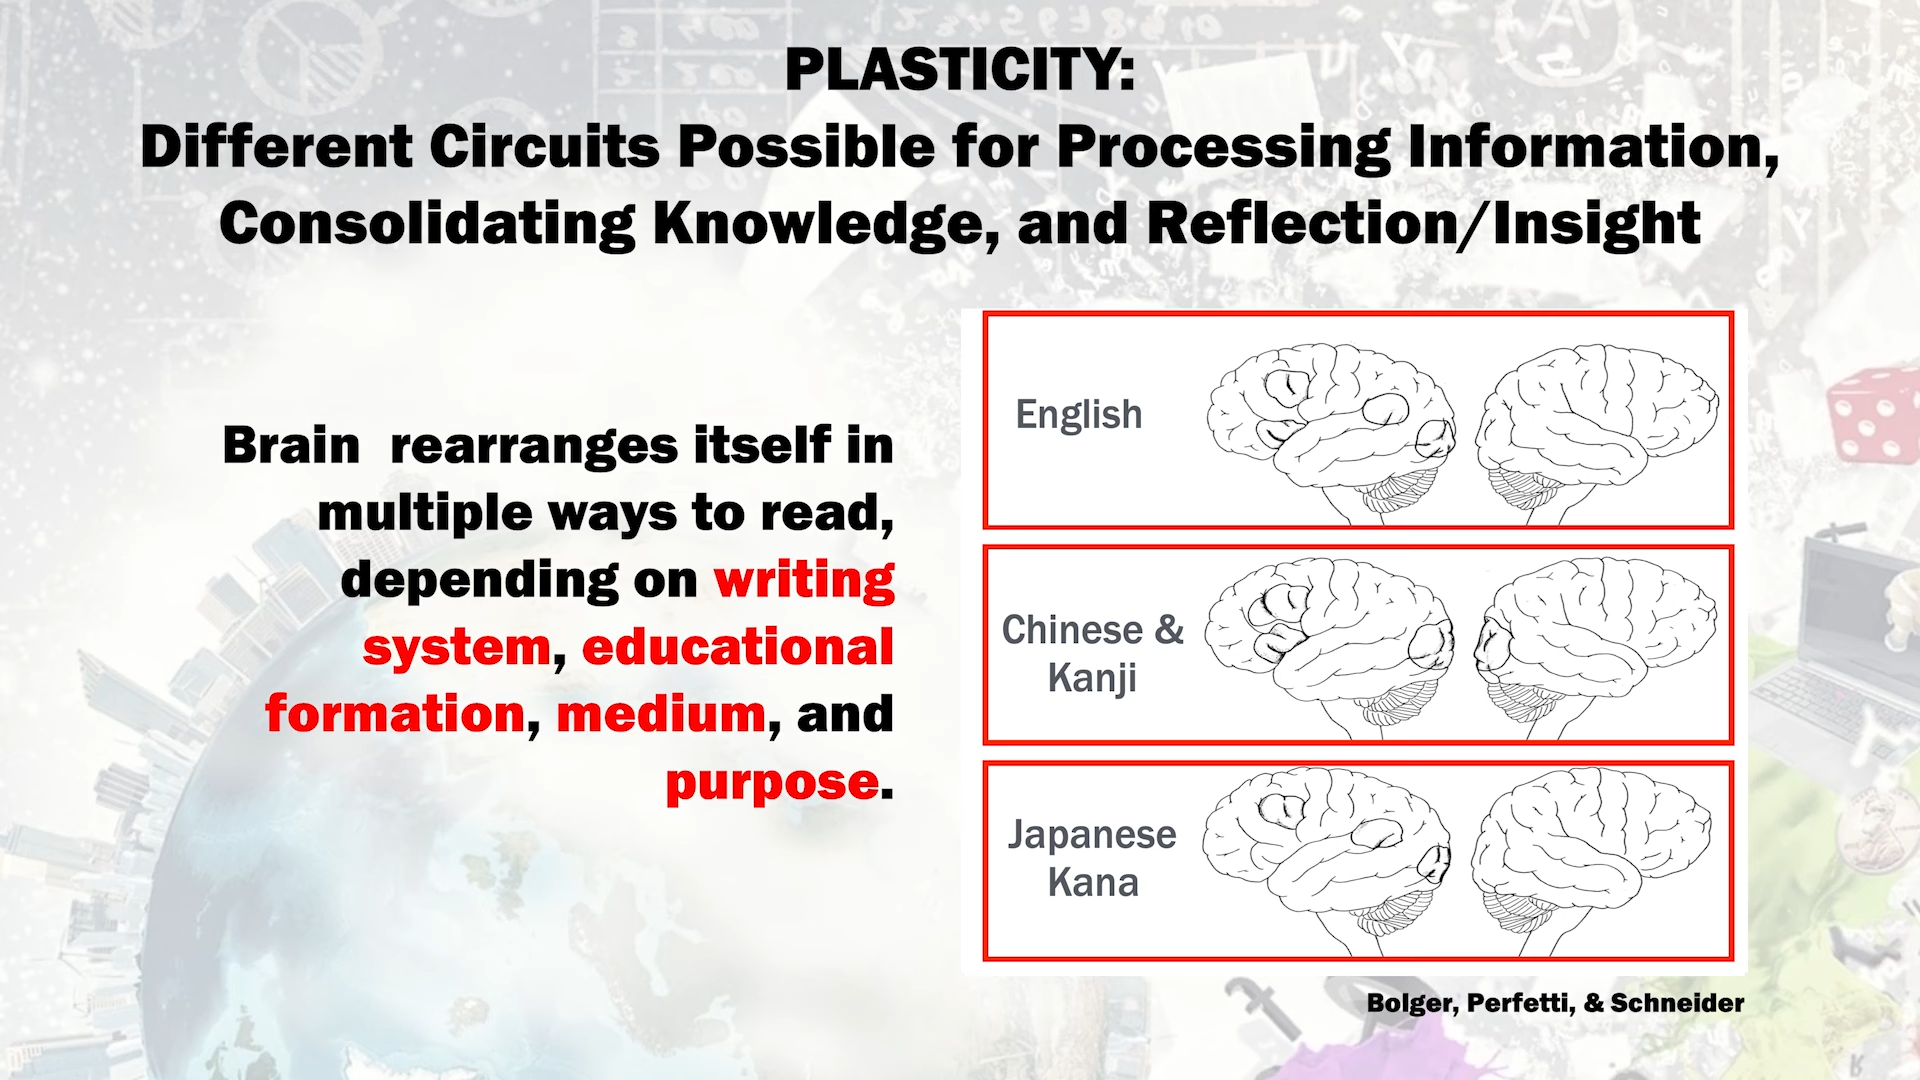 PLASTICITY:
Different Circuits Possible for Processing Information,
Consolidating Knowledge, and Reflection/Insight
Brain rearranges itself in
multiple ways to read,
depending on writing
system, educational
formation, medium, and
purpose.
English
Chinese &
Kanji
Japanese
Kana
Bolger, Perfetti, & Schneider